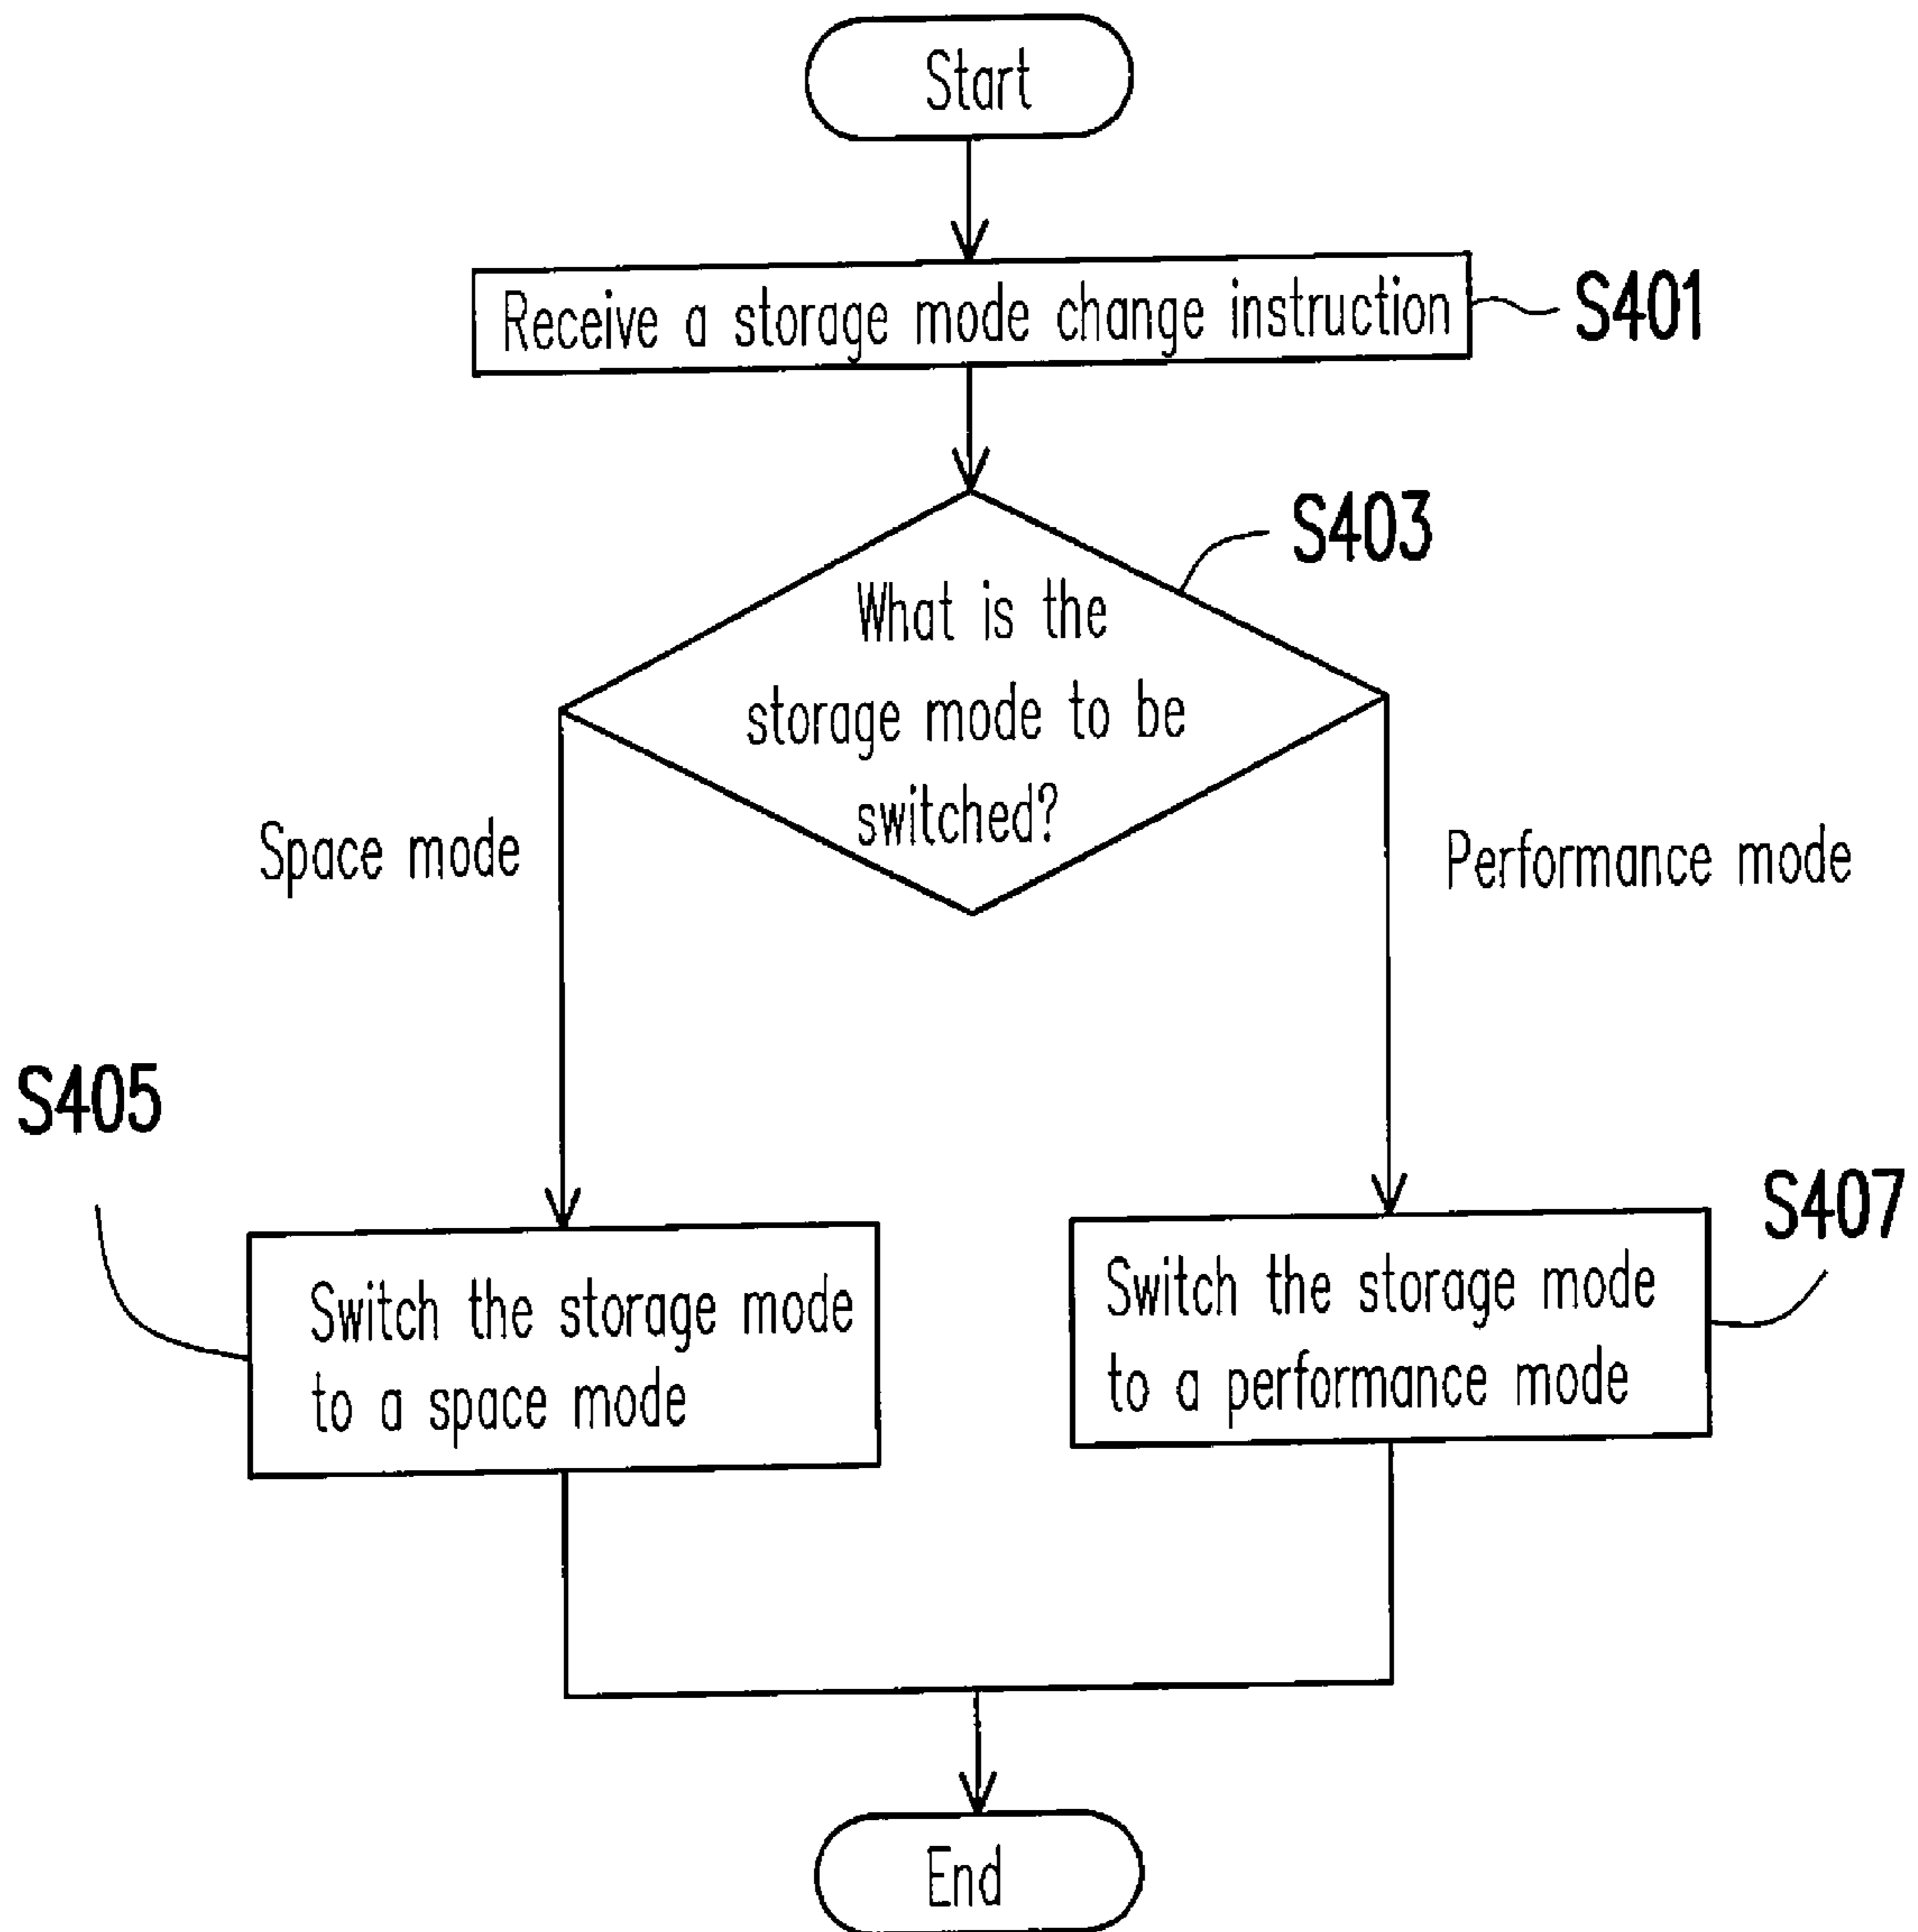 Start
Receive a storage mode change instruction
S401
S403
What is the
storage mode to be
switched?
Space mode
Performance mode
S405
S407
Switch the storage mode
to a space mode
Switch the storage mode
to a performance mode
End